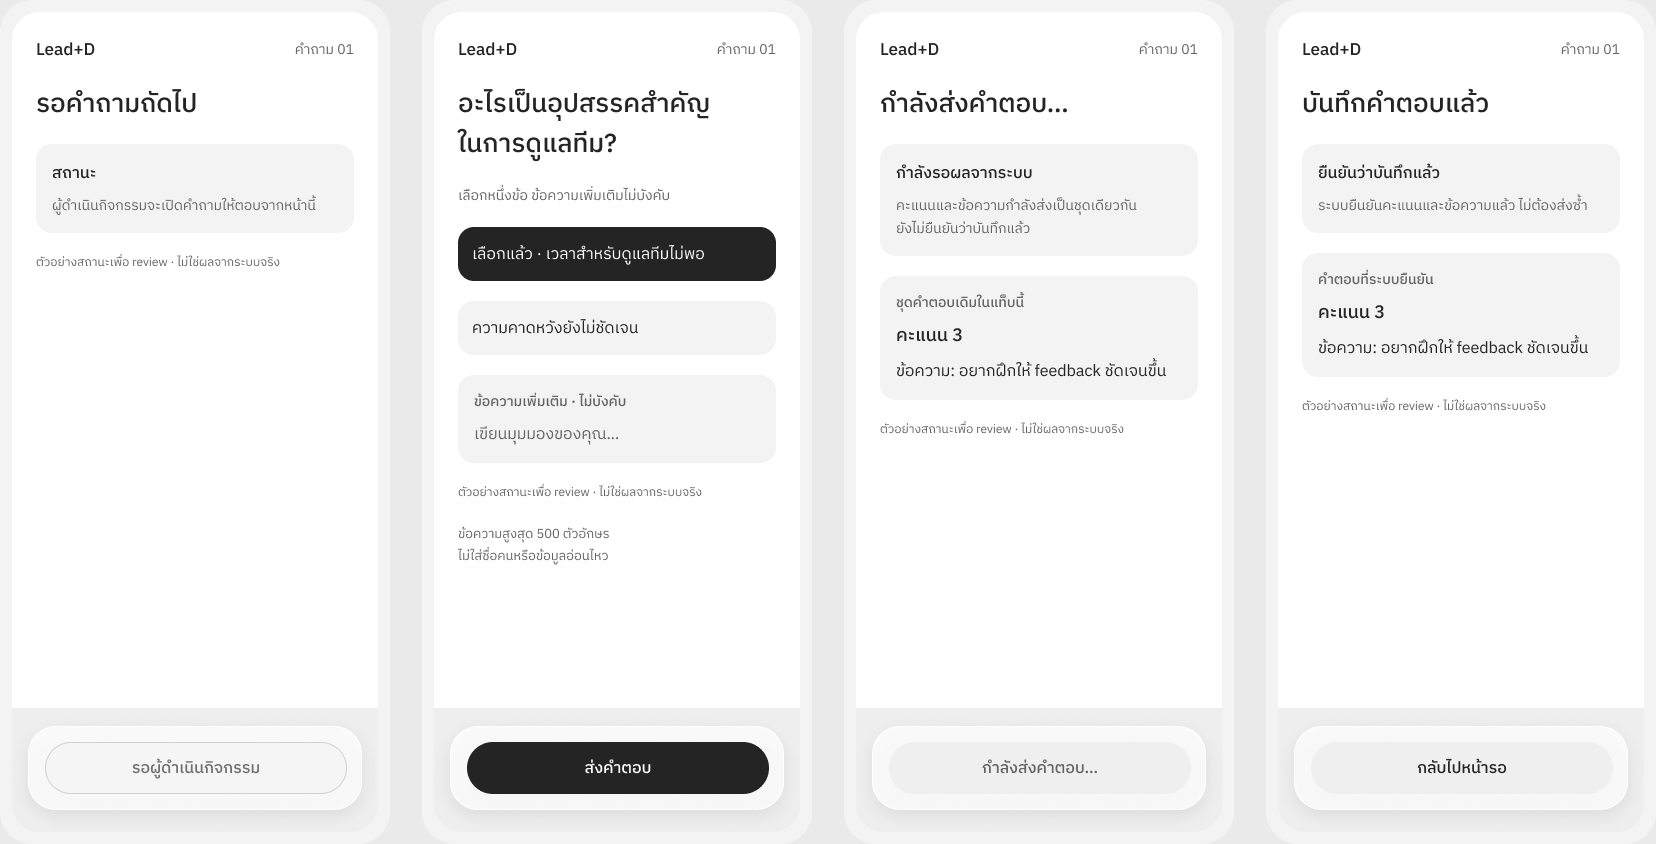 Lead+D
คำถาม 01
รอคำถามถัดไป
สถานะ
ผู้ดำเนินกิจกรรมจะเปิดคำถามให้ตอบจากหน้านี้
ตัวอย่างสถานะเพื่อ review · ไม่ใช่ผลจากระบบจริง
รอผู้ดำเนินกิจกรรม
Lead+D
คำถาม 01
อะไรเป็นอุปสรรคสำคัญ
ในการดูแลทีม?
เลือกหนึ่งข้อ ข้อความเพิ่มเติมไม่บังคับ
เลือกแล้ว · เวลาสำหรับดูแลทีมไม่พอ
ความคาดหวังยังไม่ชัดเจน
ข้อความเพิ่มเติม · ไม่บังคับ
เขียนมุมมองของคุณ...
ตัวอย่างสถานะเพื่อ review · ไม่ใช่ผลจากระบบจริง
ข้อความสูงสุด 500 ตัวอักษร
ไม่ใส่ชื่อคนหรือข้อมูลอ่อนไหว
ส่งคำตอบ
Lead+D
คำถาม 01
กำลังส่งคำตอบ...
กำลังรอผลจากระบบ
คะแนนและข้อความกำลังส่งเป็นชุดเดียวกัน
ยังไม่ยืนยันว่าบันทึกแล้ว
ชุดคำตอบเดิมในแท็บนี้
คะแนน 3
ข้อความ: อยากฝึกให้ feedback ชัดเจนขึ้น
ตัวอย่างสถานะเพื่อ review · ไม่ใช่ผลจากระบบจริง
กำลังส่งคำตอบ...
Lead+D
คำถาม 01
บันทึกคำตอบแล้ว
ยืนยันว่าบันทึกแล้ว
ระบบยืนยันคะแนนและข้อความแล้ว ไม่ต้องส่งซ้ำ
คำตอบที่ระบบยืนยัน
คะแนน 3
ข้อความ: อยากฝึกให้ feedback ชัดเจนขึ้น
ตัวอย่างสถานะเพื่อ review · ไม่ใช่ผลจากระบบจริง
กลับไปหน้ารอ